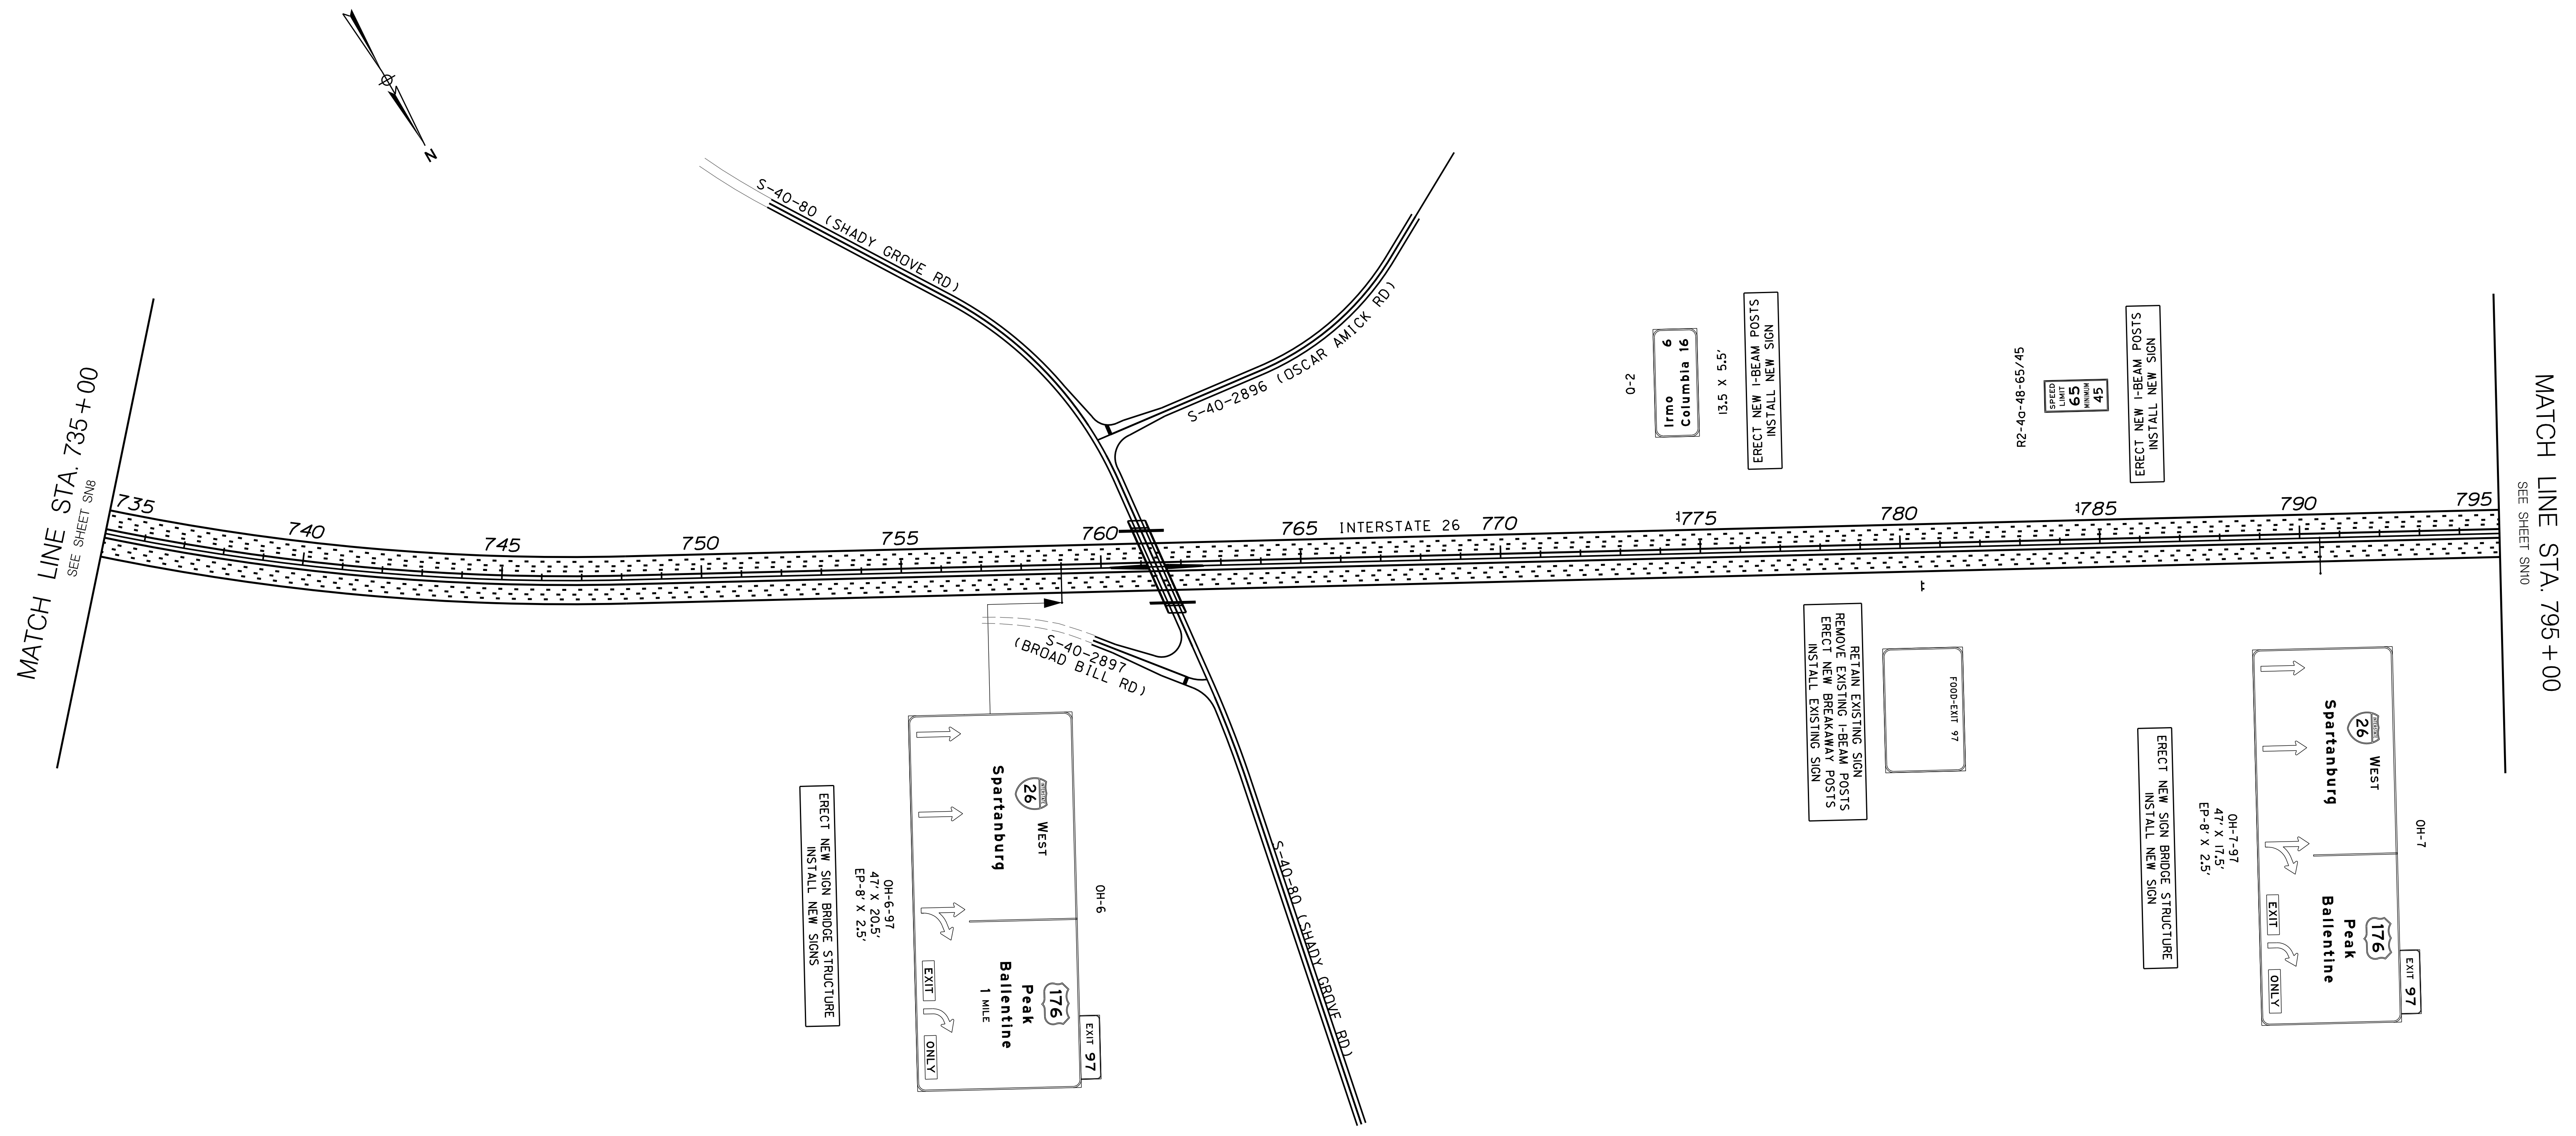 N
MATCH LINE STA. 735+00
SEE SHEET SN8
735
740
745
750
755
760
765
INTERSTATE 26
770
775
780
785
790
795
MATCH LINE STA. 795+00
SEE SHEET SN10
S-40-80 (SHADY GROVE RD)
S-40-2896 (OSCAR AMICK RD)
O-2
Irmo 6
Columbia 16
13.5 X 5.5'
ERECT NEW I-BEAM POSTS
INSTALL NEW SIGN
R2-4a-48-65/45
SPEED
LIMIT
65
MINIMUM
45
ERECT NEW I-BEAM POSTS
INSTALL NEW SIGN
S-40-2897
(BROAD BILL RD)
S-40-80 (SHADY GROVE RD)
OH-6
EXIT 97
INTERSTATE
26
WEST
Spartanburg
176
Peak
Ballentine
1 MILE
EXIT
ONLY
OH-6-97
47' X 20.5'
EP-8' X 2.5'
ERECT NEW SIGN BRIDGE STRUCTURE
INSTALL NEW SIGNS
FOOD-EXIT 97
RETAIN EXISTING SIGN
REMOVE EXISTING I-BEAM POSTS
ERECT NEW BREAKAWAY POSTS
INSTALL EXISTING SIGN
OH-7
EXIT 97
INTERSTATE
26
WEST
Spartanburg
176
Peak
Ballentine
EXIT
ONLY
OH-7-97
47' X 17.5'
EP-8' X 2.5'
ERECT NEW SIGN BRIDGE STRUCTURE
INSTALL NEW SIGN